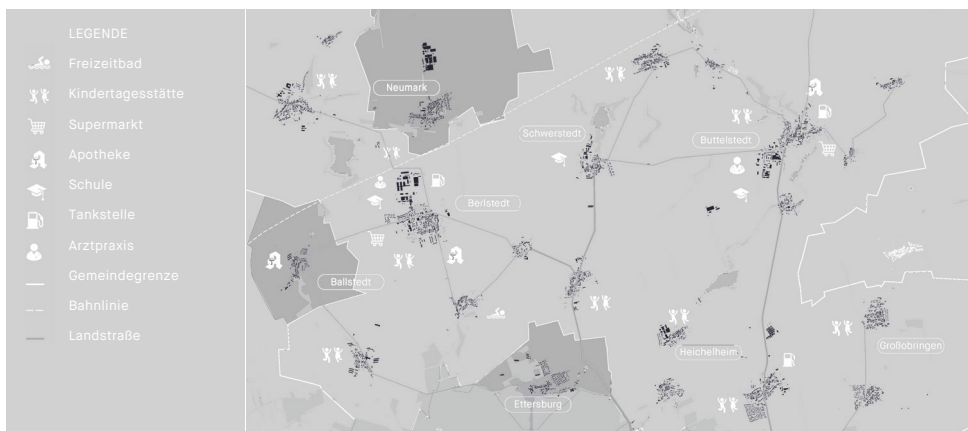 LEGENDE
Freizeitbad
Kindertagesstätte
Supermarkt
Apotheke
Schule
Tankstelle
Arztpraxis
Gemeindegrenze
Bahnlinie
Landstraße
Neumark
Schwerstedt
Buttelstedt
Berlstedt
Ballstedt
Heichelheim
Großobringen
Ettersburg